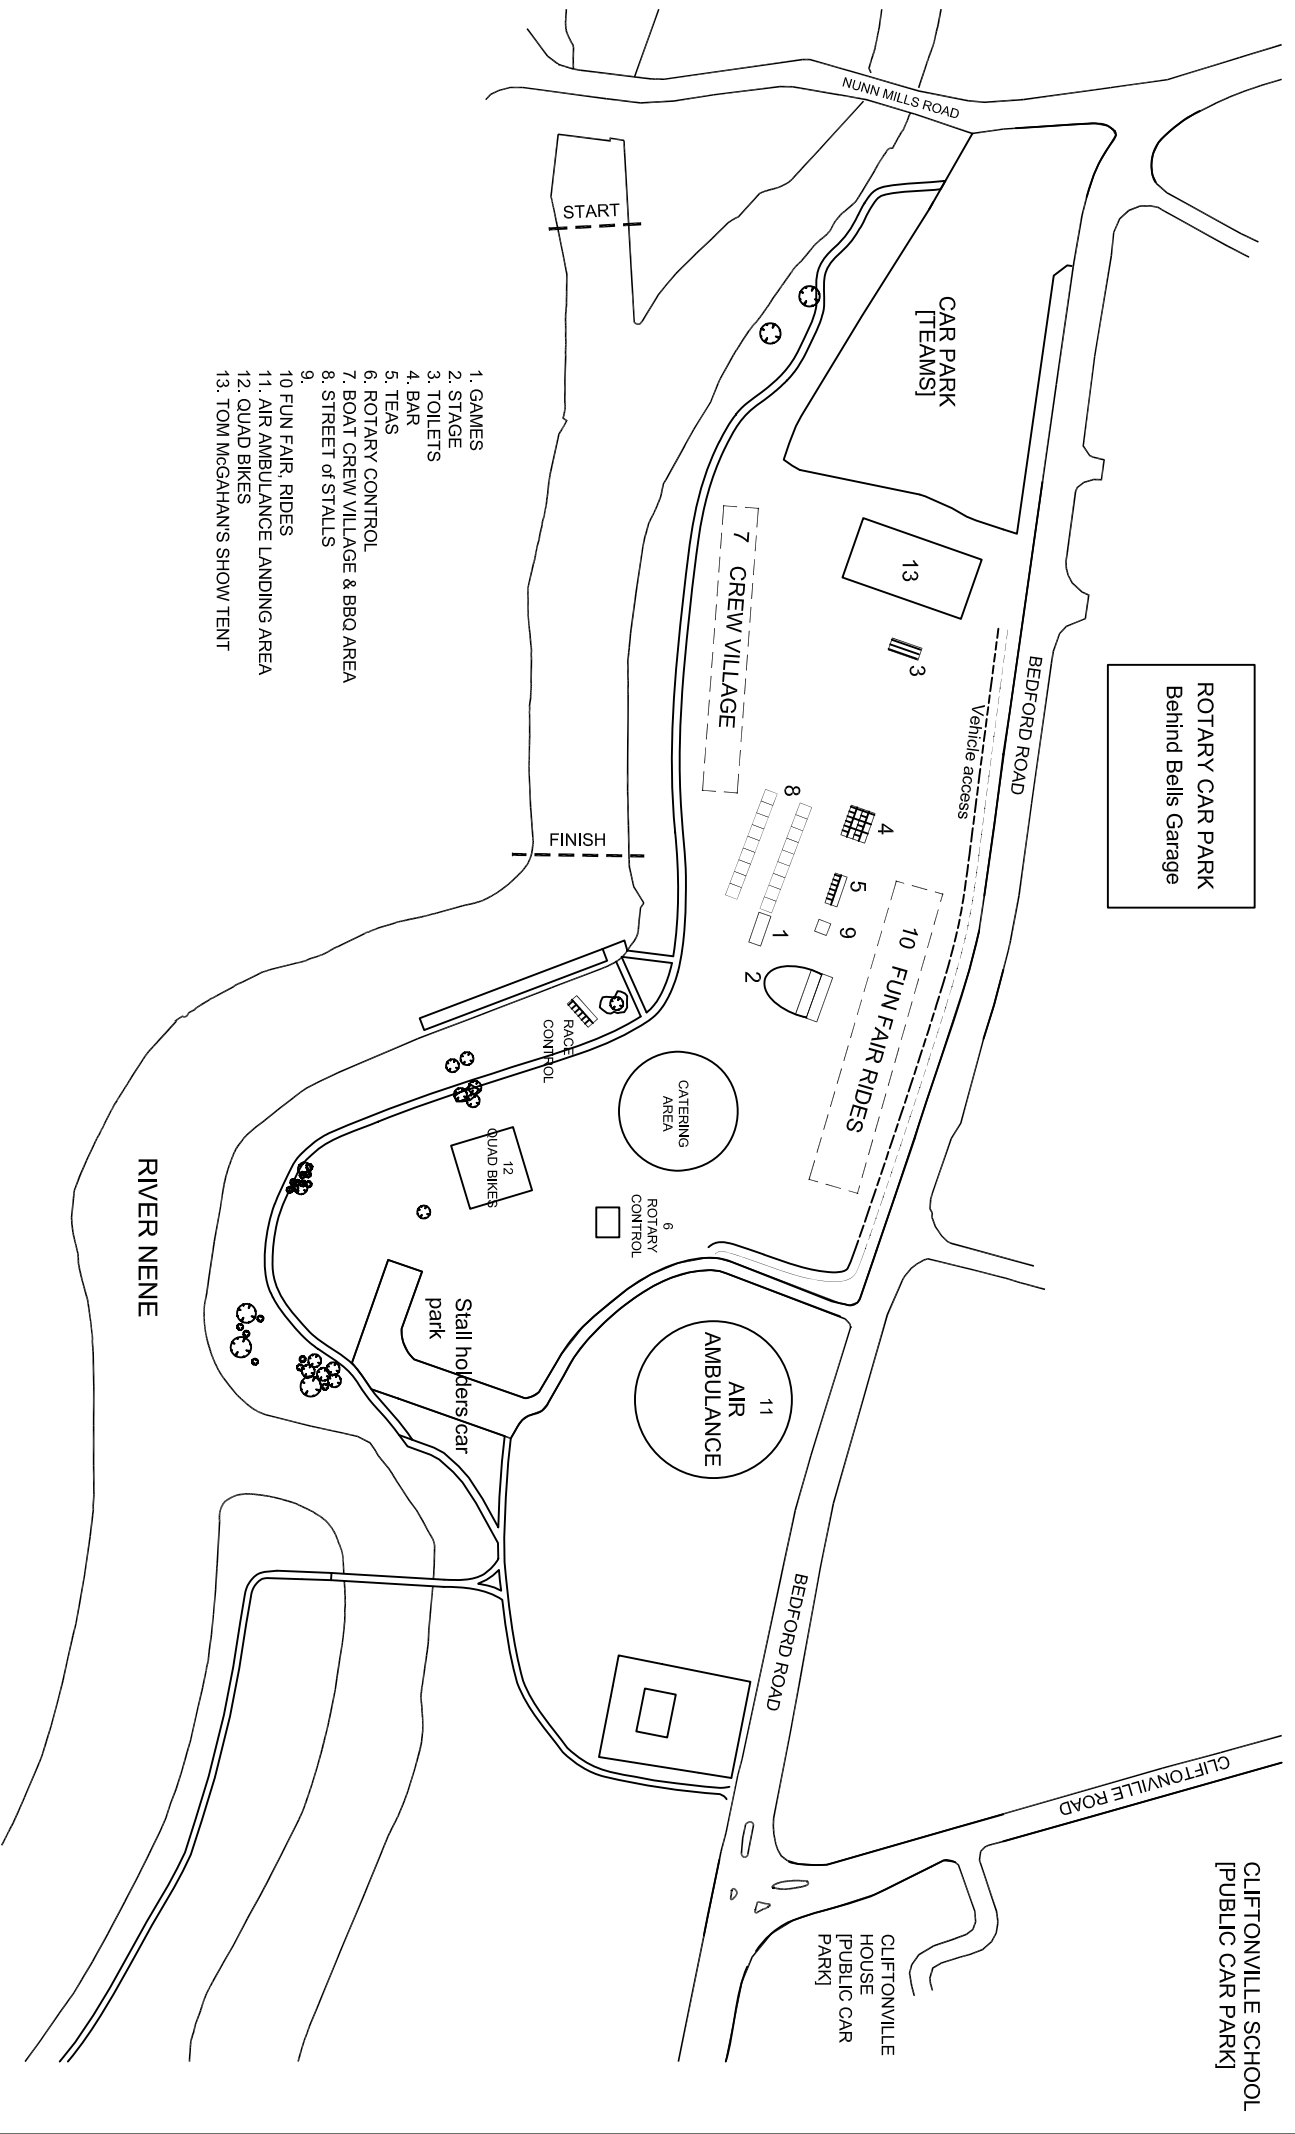 NUNN MILLS ROAD
START
CAR PARK
[TEAMS]
1. GAMES
2. STAGE
3. TOILETS
4. BAR
5. TEAS
6. ROTARY CONTROL
7. BOAT CREW VILLAGE & BBQ AREA
8. STREET of STALLS
9.
10 FUN FAIR, RIDES
11. AIR AMBULANCE LANDING AREA
12. QUAD BIKES
13. TOM McGAHAN'S SHOW TENT
13
7 CREW VILLAGE
3
BEDFORD ROAD
Vehicle access
ROTARY CAR PARK
Behind Bells Garage
8
4
5
9
1
2
FINISH
10 FUN FAIR RIDES
RACE
CONTROL
CATERING
AREA
12
QUAD BIKES
6
ROTARY
CONTROL
RIVER NENE
Stall holders car
park
11
AIR
AMBULANCE
BEDFORD ROAD
CLIFTONVILLE ROAD
CLIFTONVILLE SCHOOL
[PUBLIC CAR PARK]
CLIFTONVILLE
HOUSE
[PUBLIC CAR
PARK]